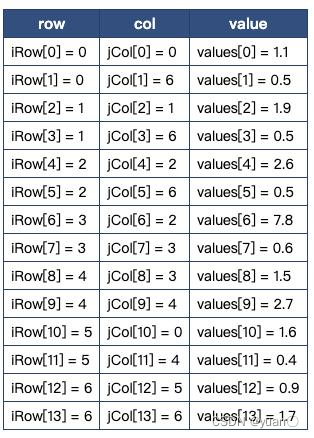 row col value
iRow[0] = 0 jCol[0] = 0 values[0] = 1.1
iRow[1] = 0 jCol[1] = 6 values[1] = 0.5
iRow[2] = 1 jCol[2] = 1 values[2] = 1.9
iRow[3] = 1 jCol[3] = 6 values[3] = 0.5
iRow[4] = 2 jCol[4] = 2 values[4] = 2.6
iRow[5] = 2 jCol[5] = 6 values[5] = 0.5
iRow[6] = 3 jCol[6] = 2 values[6] = 7.8
iRow[7] = 3 jCol[7] = 3 values[7] = 0.6
iRow[8] = 4 jCol[8] = 3 values[8] = 1.5
iRow[9] = 4 jCol[9] = 4 values[9] = 2.7
iRow[10] = 5 jCol[10] = 0 values[10] = 1.6
iRow[11] = 5 jCol[11] = 4 values[11] = 0.4
iRow[12] = 6 jCol[12] = 5 values[12] = 0.9
iRow[13] = 6 jCol[13] = 6 values[13] = 1.7
CSDN @yuan〇